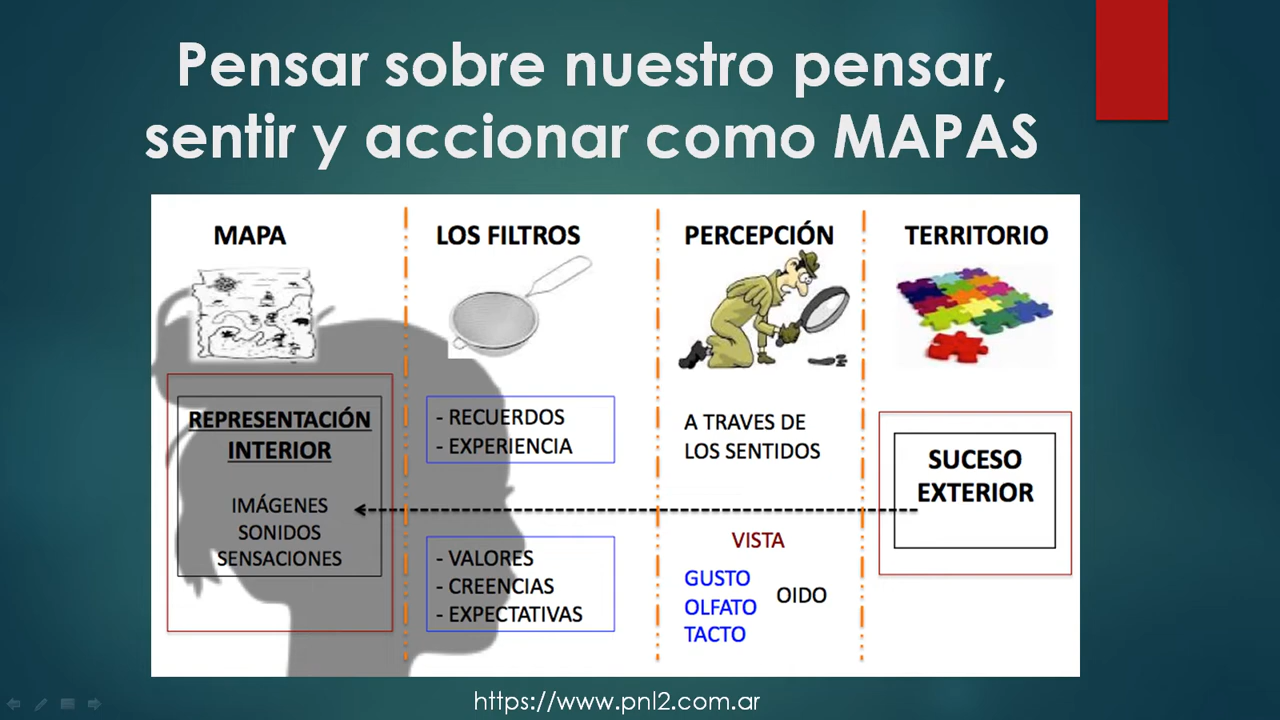 Pensar sobre nuestro pensar,
sentir y accionar como MAPAS
MAPA
REPRESENTACIÓN
INTERIOR
IMÁGENES
SONIDOS
SENSACIONES
LOS FILTROS
- RECUERDOS
- EXPERIENCIA
- VALORES
- CREENCIAS
- EXPECTATIVAS
PERCEPCIÓN
A TRAVES DE
LOS SENTIDOS
VISTA
GUSTO
OLFATO
TACTO
OIDO
TERRITORIO
SUCESO
EXTERIOR
https://www.pnl2.com.ar